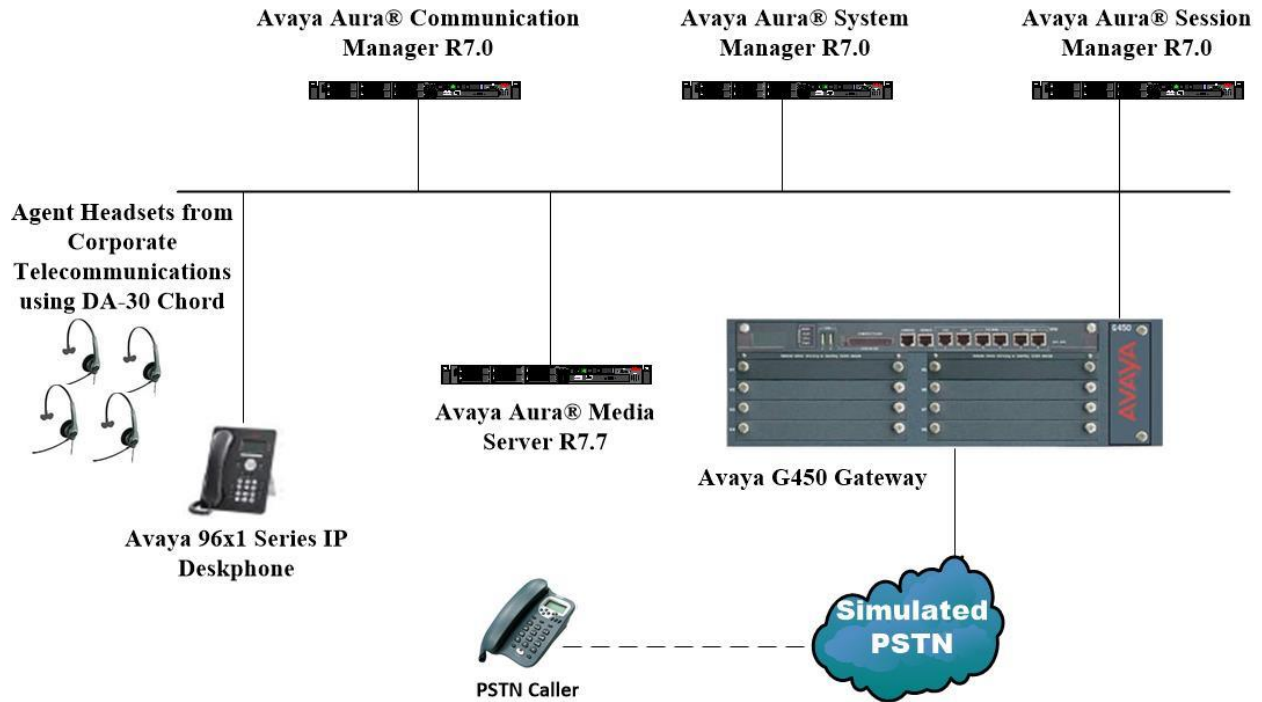 Avaya Aura® Communication
Manager R7.0
Avaya Aura® System
Manager R7.0
Avaya Aura® Session
Manager R7.0
Agent Headsets from
Corporate
Telecommunications
using DA-30 Chord
Avaya 96x1 Series IP
Deskphone
Avaya Aura® Media
Server R7.7
G450
AVAYA
Avaya G450 Gateway
Simulated
PSTN
PSTN Caller